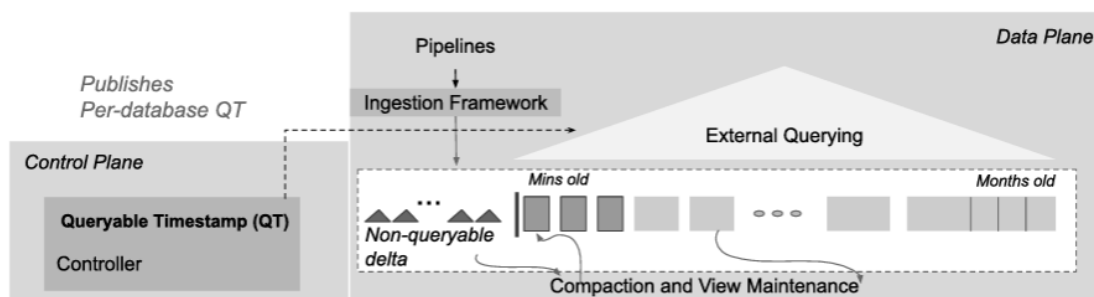 Data Plane
Pipelines
Publishes
Per-database QT
Ingestion Framework
External Querying
Control Plane
Mins old
Months old
Queryable Timestamp (QT)
Controller
Non-queryable
delta
Compaction and View Maintenance